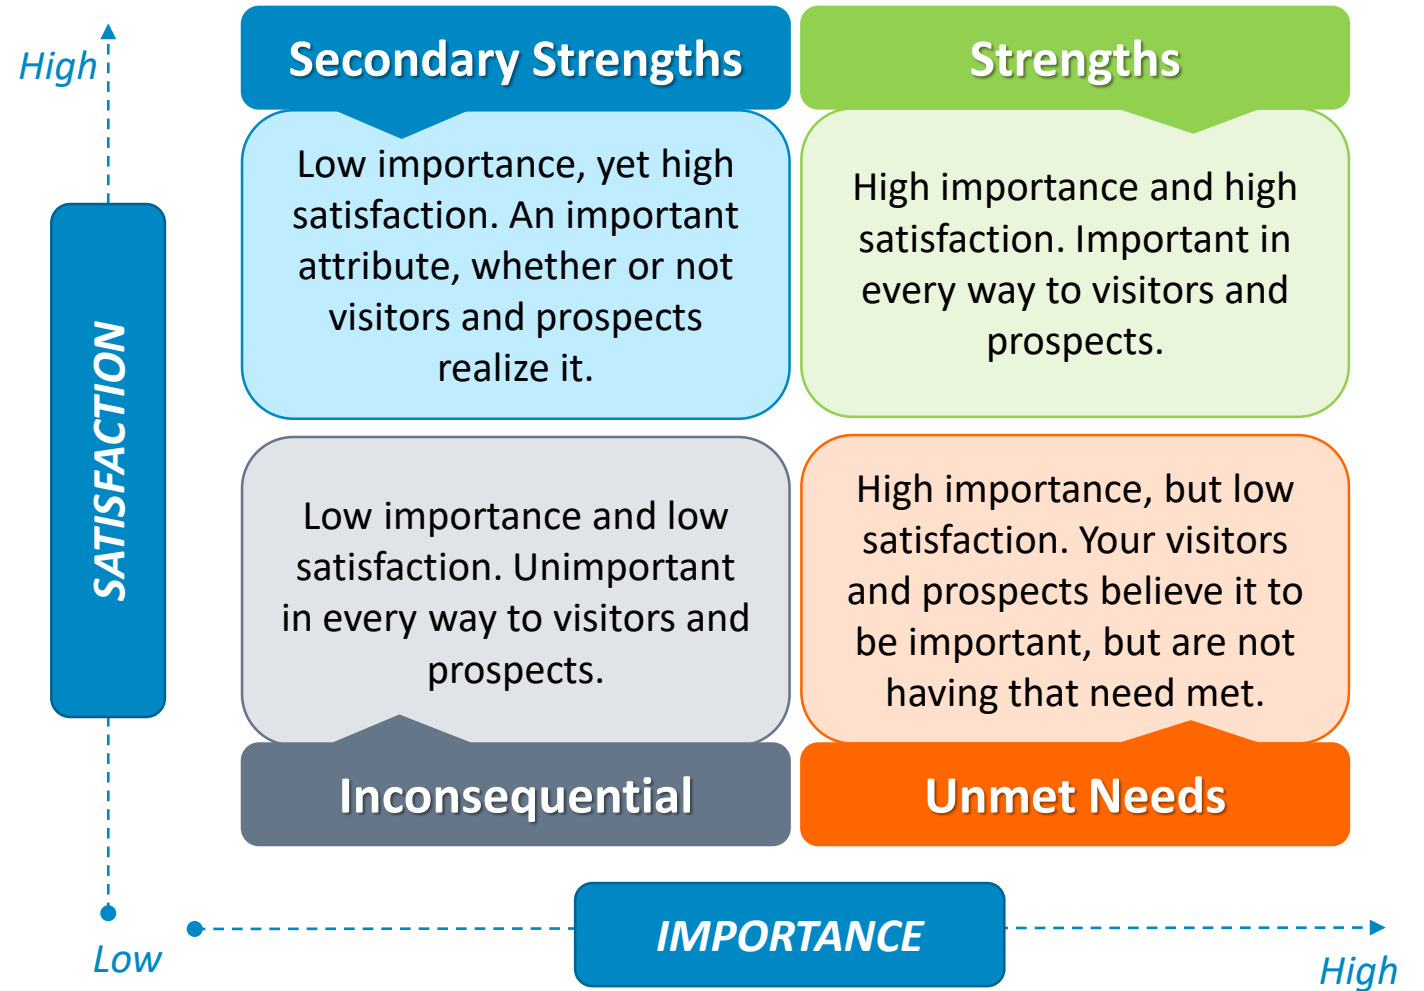 High
Secondary Strengths
Low importance, yet high
satisfaction. An important
attribute, whether or not
visitors and prospects
realize it.
Strengths
High importance and high
satisfaction. Important in
every way to visitors and
prospects.
SATISFACTION
Low importance and low
satisfaction. Unimportant
in every way to visitors and
prospects.
Inconsequential
High importance, but low
satisfaction. Your visitors
and prospects believe it to
be important, but are not
having that need met.
Unmet Needs
Low
IMPORTANCE
High